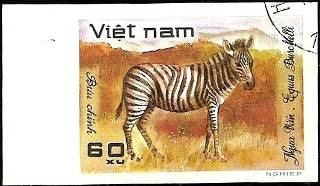 Việt nam
Bưu chính
Ngựa Vằn - Equus Burchelli
60
XU
NGHIEP